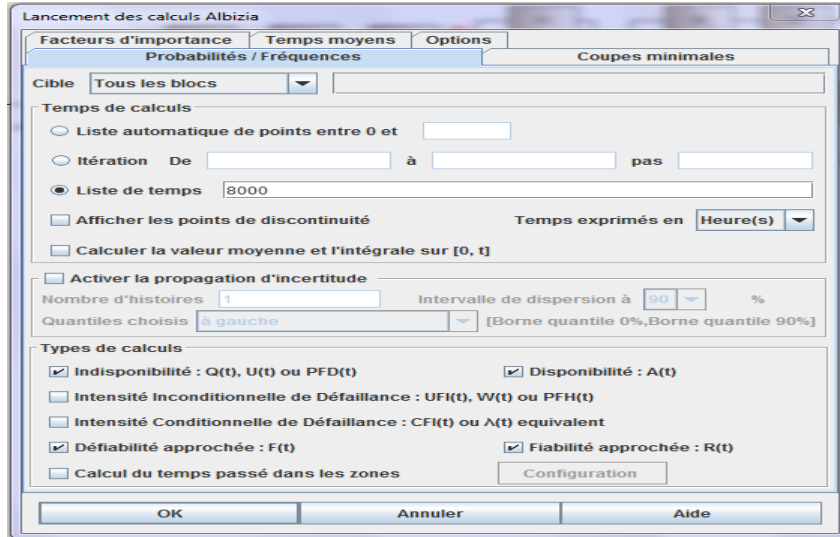 Lancement des calculs Albizia
Facteurs d'importance Temps moyens Options
Probabilités / Fréquences Coupes minimales
Cible Tous les blocs
Temps de calculs
Liste automatique de points entre 0 et
Itération De à pas
Liste de temps 8000
Afficher les points de discontinuité Temps exprimés en Heure(s)
Calculer la valeur moyenne et l'intégrale sur [0, t]
Activer la propagation d'incertitude
Nombre d'histoires 1 Intervalle de dispersion à 90 %
Quantiles choisis à gauche [Borne quantile 0%,Borne quantile 90%]
Types de calculs
Indisponibilité : Q(t), U(t) ou PFD(t) Disponibilité : A(t)
Intensité Inconditionnelle de Défaillance : UFI(t), W(t) ou PFH(t)
Intensité Conditionnelle de Défaillance : CFI(t) ou λ(t) equivalent
Défiabilité approchée : F(t) Fiabilité approchée : R(t)
Calcul du temps passé dans les zones Configuration
OK Annuler Aide